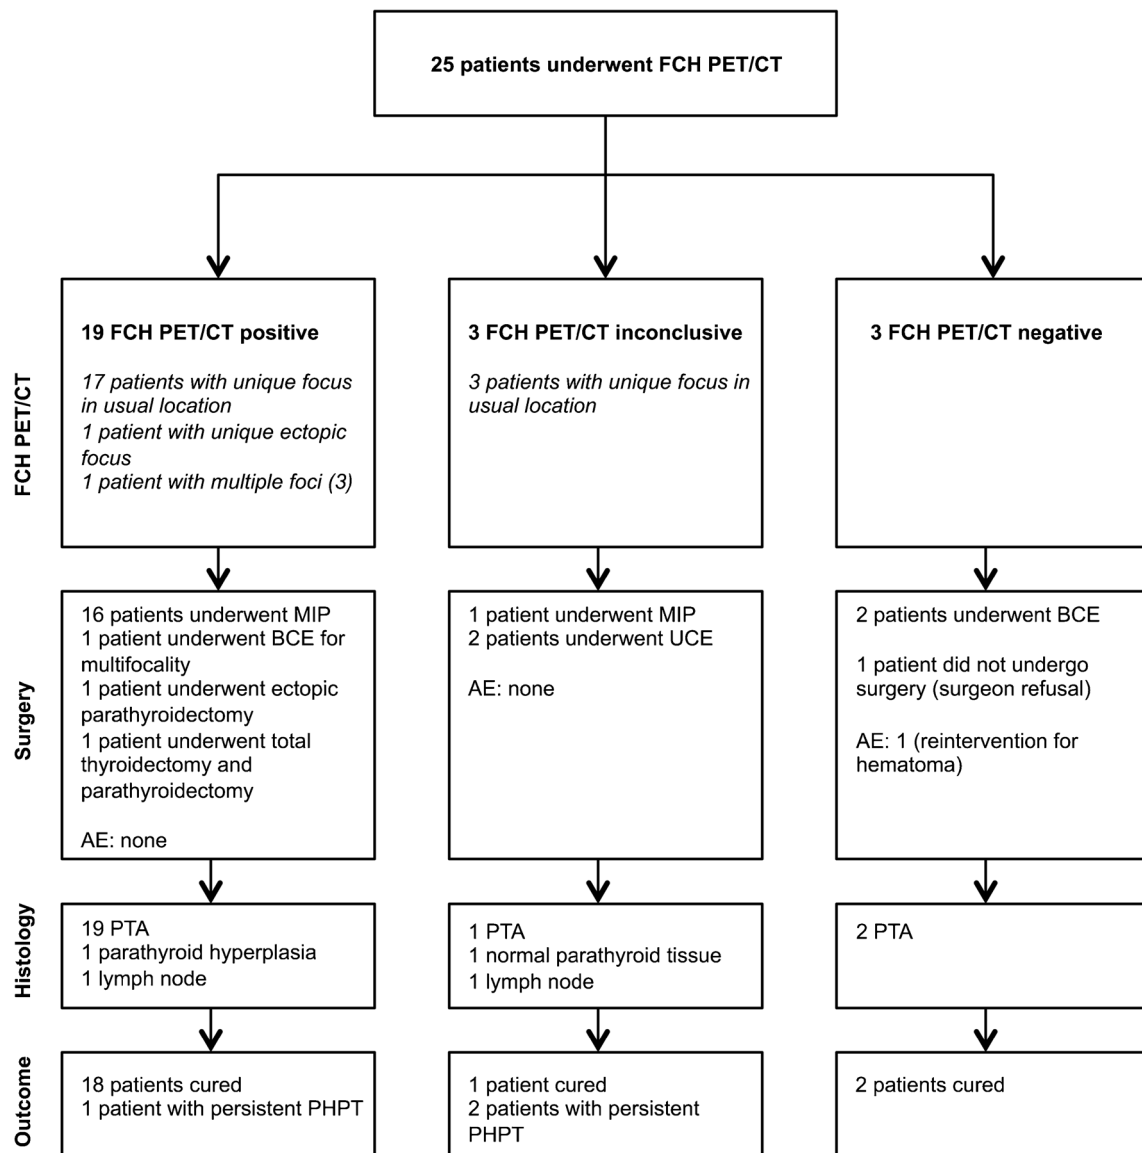 25 patients underwent FCH PET/CT
FCH PET/CT
19 FCH PET/CT positive
17 patients with unique focus
in usual location
1 patient with unique ectopic
focus
1 patient with multiple foci (3)
3 FCH PET/CT inconclusive
3 patients with unique focus in
usual location
3 FCH PET/CT negative
Surgery
16 patients underwent MIP
1 patient underwent BCE for
multifocality
1 patient underwent ectopic
parathyroidectomy
1 patient underwent total
thyroidectomy and
parathyroidectomy
AE: none
1 patient underwent MIP
2 patients underwent UCE
AE: none
2 patients underwent BCE
1 patient did not undergo
surgery (surgeon refusal)
AE: 1 (reintervention for
hematoma)
Histology
19 PTA
1 parathyroid hyperplasia
1 lymph node
1 PTA
1 normal parathyroid tissue
1 lymph node
2 PTA
Outcome
18 patients cured
1 patient with persistent PHPT
1 patient cured
2 patients with persistent
PHPT
2 patients cured